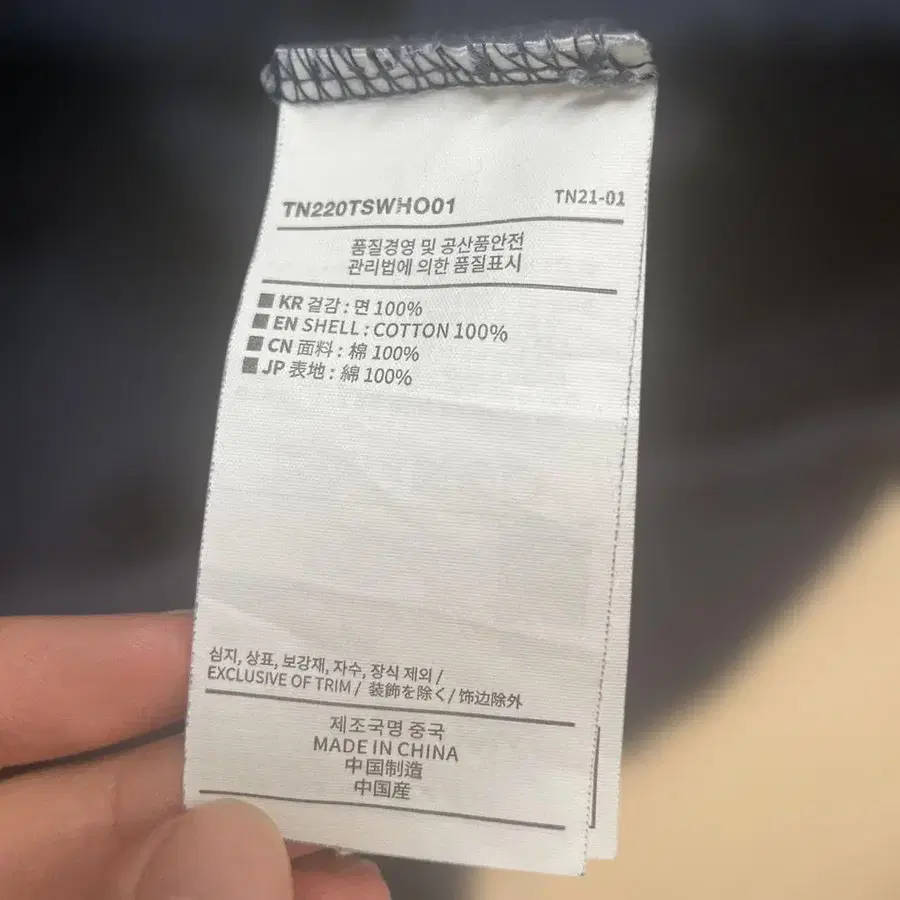 TN220TSWHO01
TN21-01
품질경영 및 공산품안전
관리법에 의한 품질표시
KR 겉감 : 면 100%
EN SHELL : COTTON 100%
CN 面料 : 棉 100%
JP 表地 : 綿 100%
심지, 상표, 보강재, 자수, 장식 제외 /
EXCLUSIVE OF TRIM / 装飾を除く / 饰边除外
제조국명 중국
MADE IN CHINA
中国制造
中国産